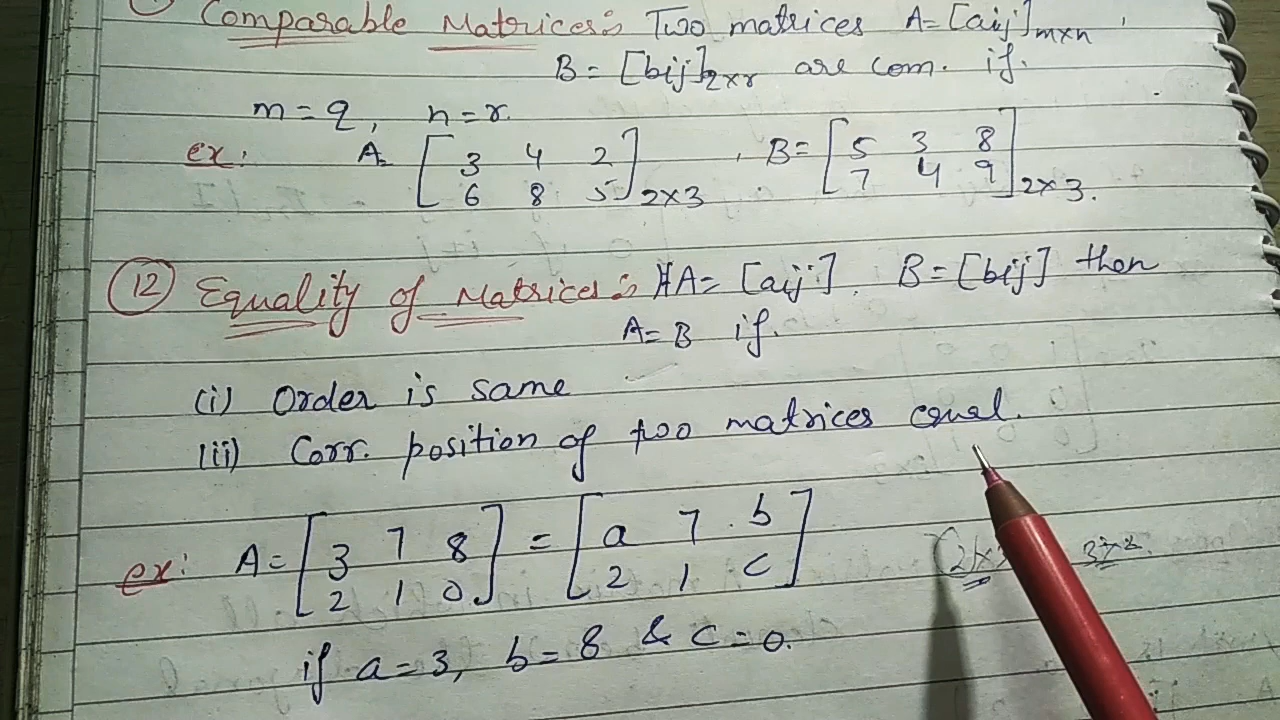 Comparable Matrices: Two matrices A = [aij]m×n,
B = [bij]q×r are com. if.
m = q, n = r.
ex: A = [3 4 2
6 8 5]2×3, B = [5 3 8
7 4 9]2×3.
(12) Equality of Matrices: If A = [aij], B = [bij] then
A = B if.
(i) Order is same
(ii) Corr. position of two matrices equal.
ex: A = [3 7 8
2 1 0] = [a 7 b
2 1 c]
if a = 3, b = 8 & c = 0.